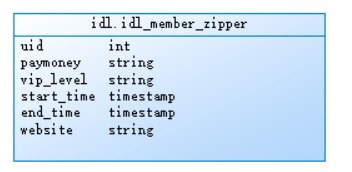 idl.idl_member_zipper
uid int
paymoney string
vip_level string
start_time timestamp
end_time timestamp
website string